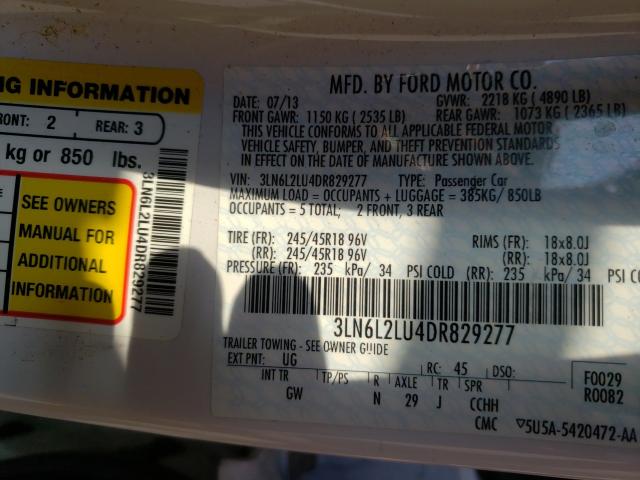 NG INFORMATION
RONT: 2 REAR: 3
kg or 850 lbs.
SEE OWNERS
MANUAL FOR
ADDITIONAL
INFORMATION
3LN6L2LU4DR829277
MFD. BY FORD MOTOR CO.
DATE: 07/13 GVWR: 2218 KG ( 4890 LB)
FRONT GAWR: 1150 KG ( 2535 LB) REAR GAWR: 1073 KG ( 2365 LB)
THIS VEHICLE CONFORMS TO ALL APPLICABLE FEDERAL MOTOR
VEHICLE SAFETY, BUMPER, AND THEFT PREVENTION STANDARDS
IN EFFECT ON THE DATE OF MANUFACTURE SHOWN ABOVE.
VIN: 3LN6L2LU4DR829277 TYPE: Passenger Car
MAXIMUM LOAD = OCCUPANTS + LUGGAGE = 385KG/ 850LB
OCCUPANTS = 5 TOTAL; 2 FRONT, 3 REAR
TIRE (FR): 245/45R18 96V RIMS (FR): 18x8.0J
(RR): 245/45R18 96V (RR): 18x8.0J
PRESSURE (FR): 235 kPa/ 34 PSI COLD (RR): 235 kPa/ 34 PSI CO
3LN6L2LU4DR829277
TRAILER TOWING - SEE OWNER GUIDE
EXT PNT: UG RC: 45 DSO:
INT TR TP/PS R AXLE TR SPR F0029
GW N 29 J CCHH R0082
CMC ▽5U5A-5420472-AA